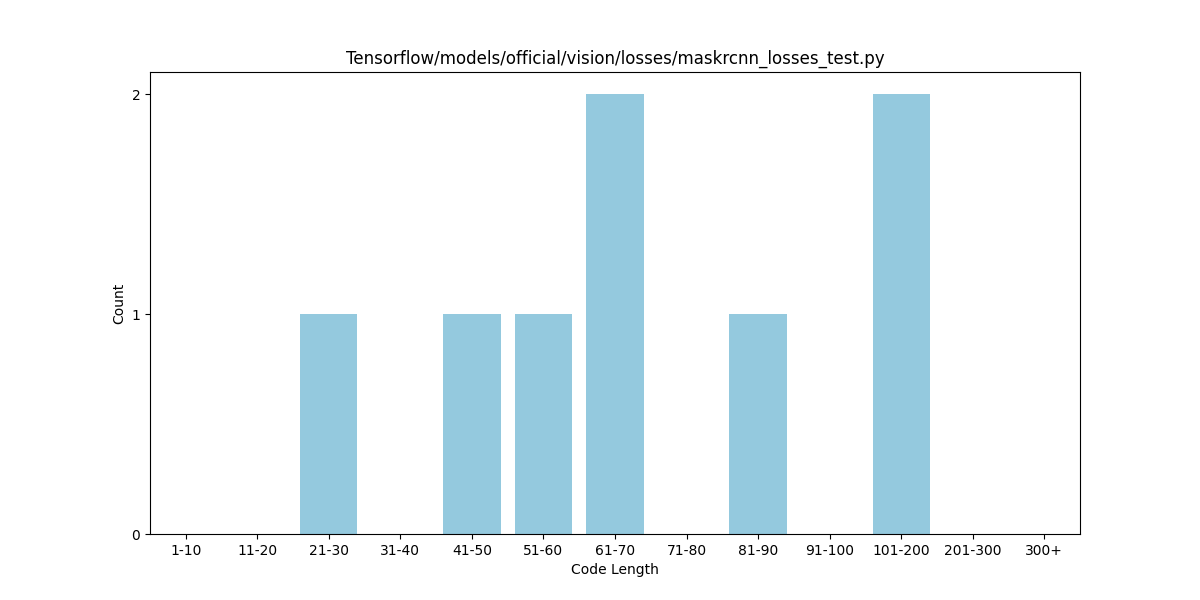 Tensorflow/models/official/vision/losses/maskrcnn_losses_test.py
2
1
0
Count
1-10 11-20 21-30 31-40 41-50 51-60 61-70 71-80 81-90 91-100 101-200 201-300 300+
Code Length